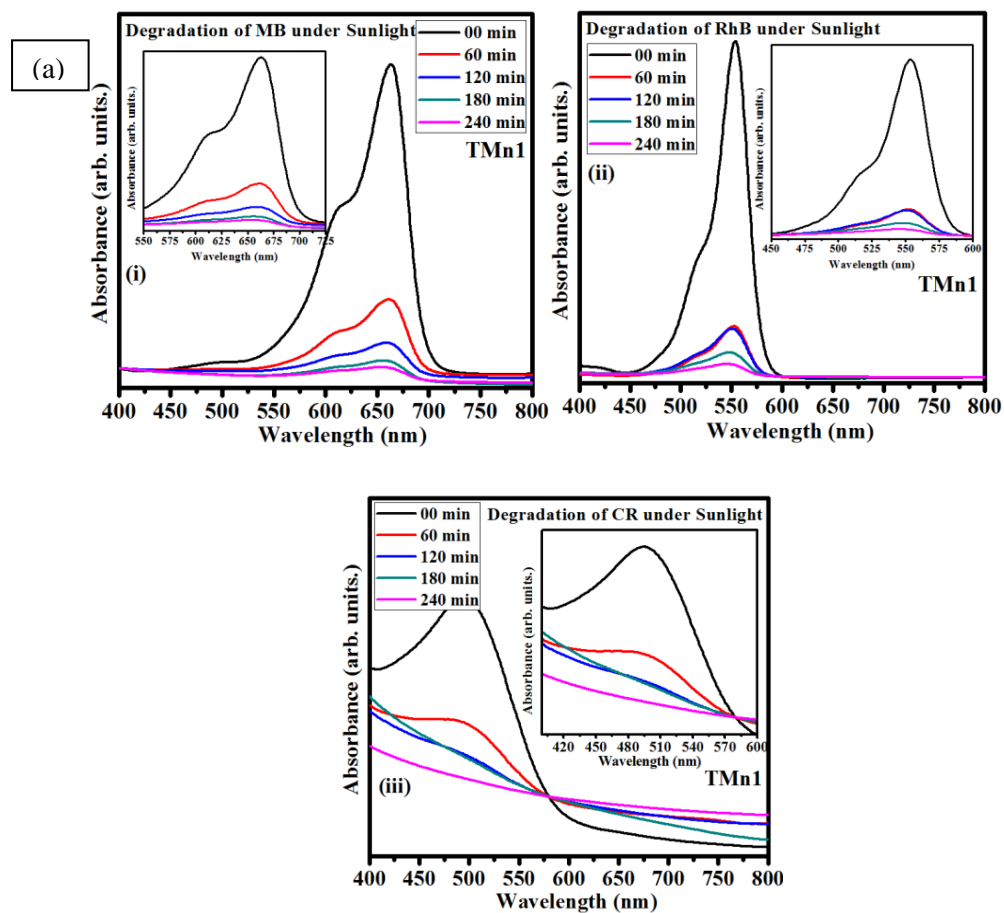 (a)
Degradation of MB under Sunlight
00 min
60 min
120 min
180 min
240 min
TMn1
Absorbance (arb. units.)
550 575 600 625 650 675 700 725
Wavelength (nm)
(i)
Absorbance (arb. units.)
400 450 500 550 600 650 700 750 800
Wavelength (nm)
Degradation of RhB under Sunlight
00 min
60 min
120 min
180 min
240 min
(ii)
Absorbance (arb. units.)
450 475 500 525 550 575 600
Wavelength (nm)
TMn1
Absorbance (arb. units.)
400 450 500 550 600 650 700 750 800
Wavelength (nm)
Degradation of CR under Sunlight
00 min
60 min
120 min
180 min
240 min
Absorbance (arb. units.)
420 450 480 510 540 570 600
Wavelength (nm)
TMn1
(iii)
Absorbance (arb. units.)
400 450 500 550 600 650 700 750 800
Wavelength (nm)